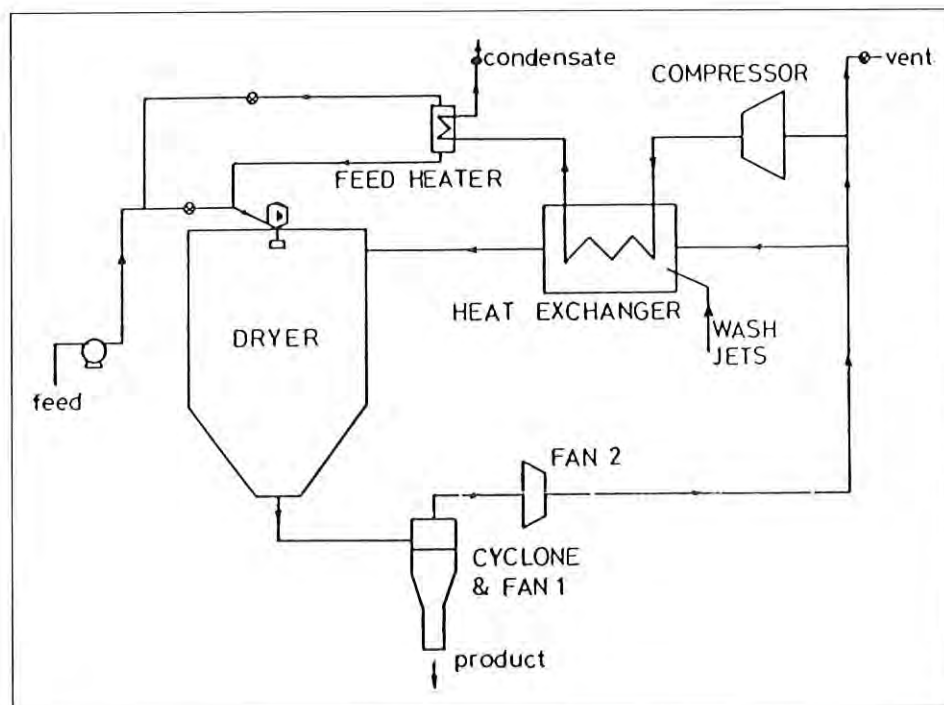 condensate
COMPRESSOR
vent
FEED HEATER
HEAT EXCHANGER
WASH
JETS
DRYER
feed
FAN 2
CYCLONE
& FAN 1
product